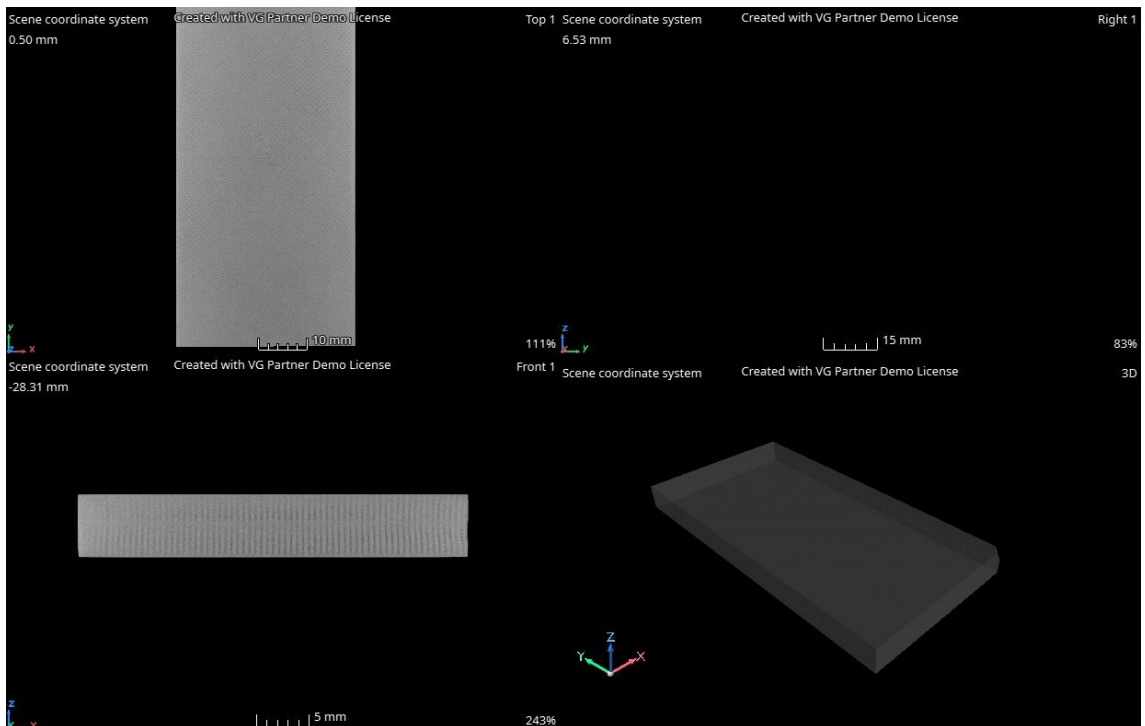 Scene coordinate system Created with VG Partner Demo License Top 1
0.50 mm
y
z x
10 mm
111%
Scene coordinate system Created with VG Partner Demo License Right 1
6.53 mm
z
x y
15 mm
83%
Scene coordinate system Created with VG Partner Demo License Front 1
-28.31 mm
z
y x
5 mm
243%
Scene coordinate system Created with VG Partner Demo License 3D
Z
Y X